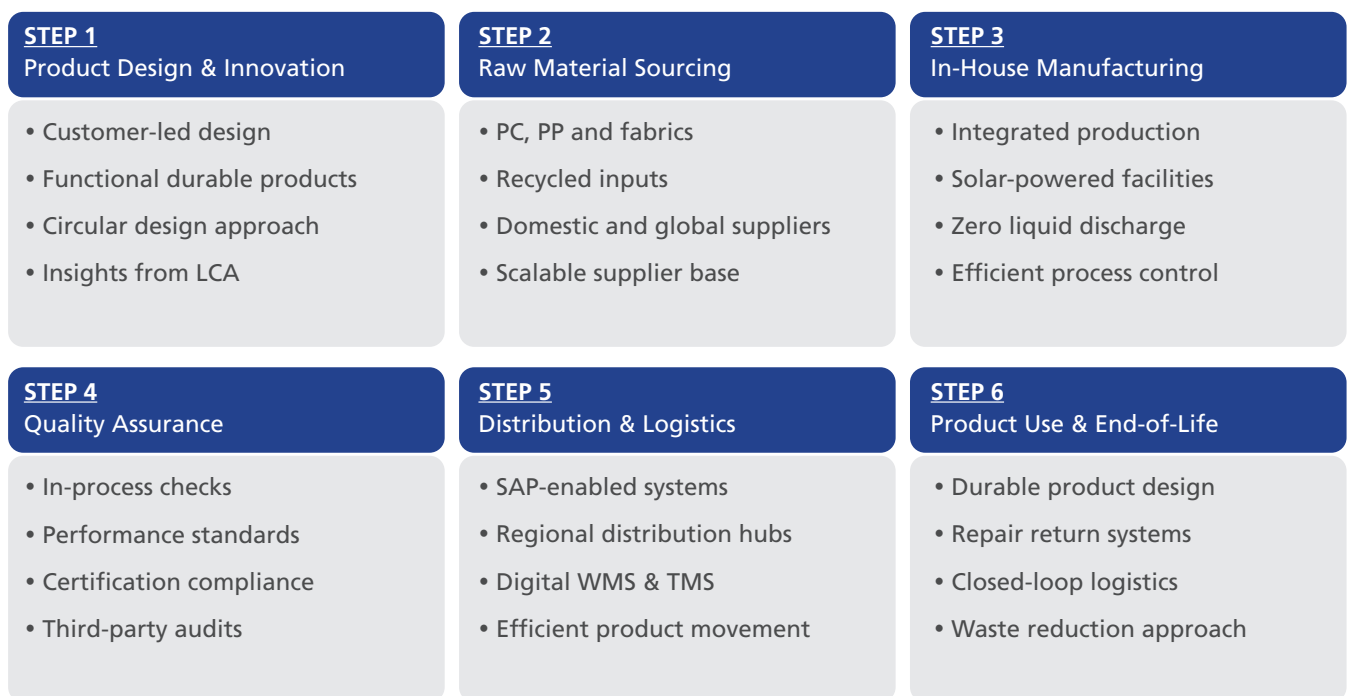 STEP 1
Product Design & Innovation
• Customer-led design
• Functional durable products
• Circular design approach
• Insights from LCA
STEP 2
Raw Material Sourcing
• PC, PP and fabrics
• Recycled inputs
• Domestic and global suppliers
• Scalable supplier base
STEP 3
In-House Manufacturing
• Integrated production
• Solar-powered facilities
• Zero liquid discharge
• Efficient process control
STEP 4
Quality Assurance
• In-process checks
• Performance standards
• Certification compliance
• Third-party audits
STEP 5
Distribution & Logistics
• SAP-enabled systems
• Regional distribution hubs
• Digital WMS & TMS
• Efficient product movement
STEP 6
Product Use & End-of-Life
• Durable product design
• Repair return systems
• Closed-loop logistics
• Waste reduction approach